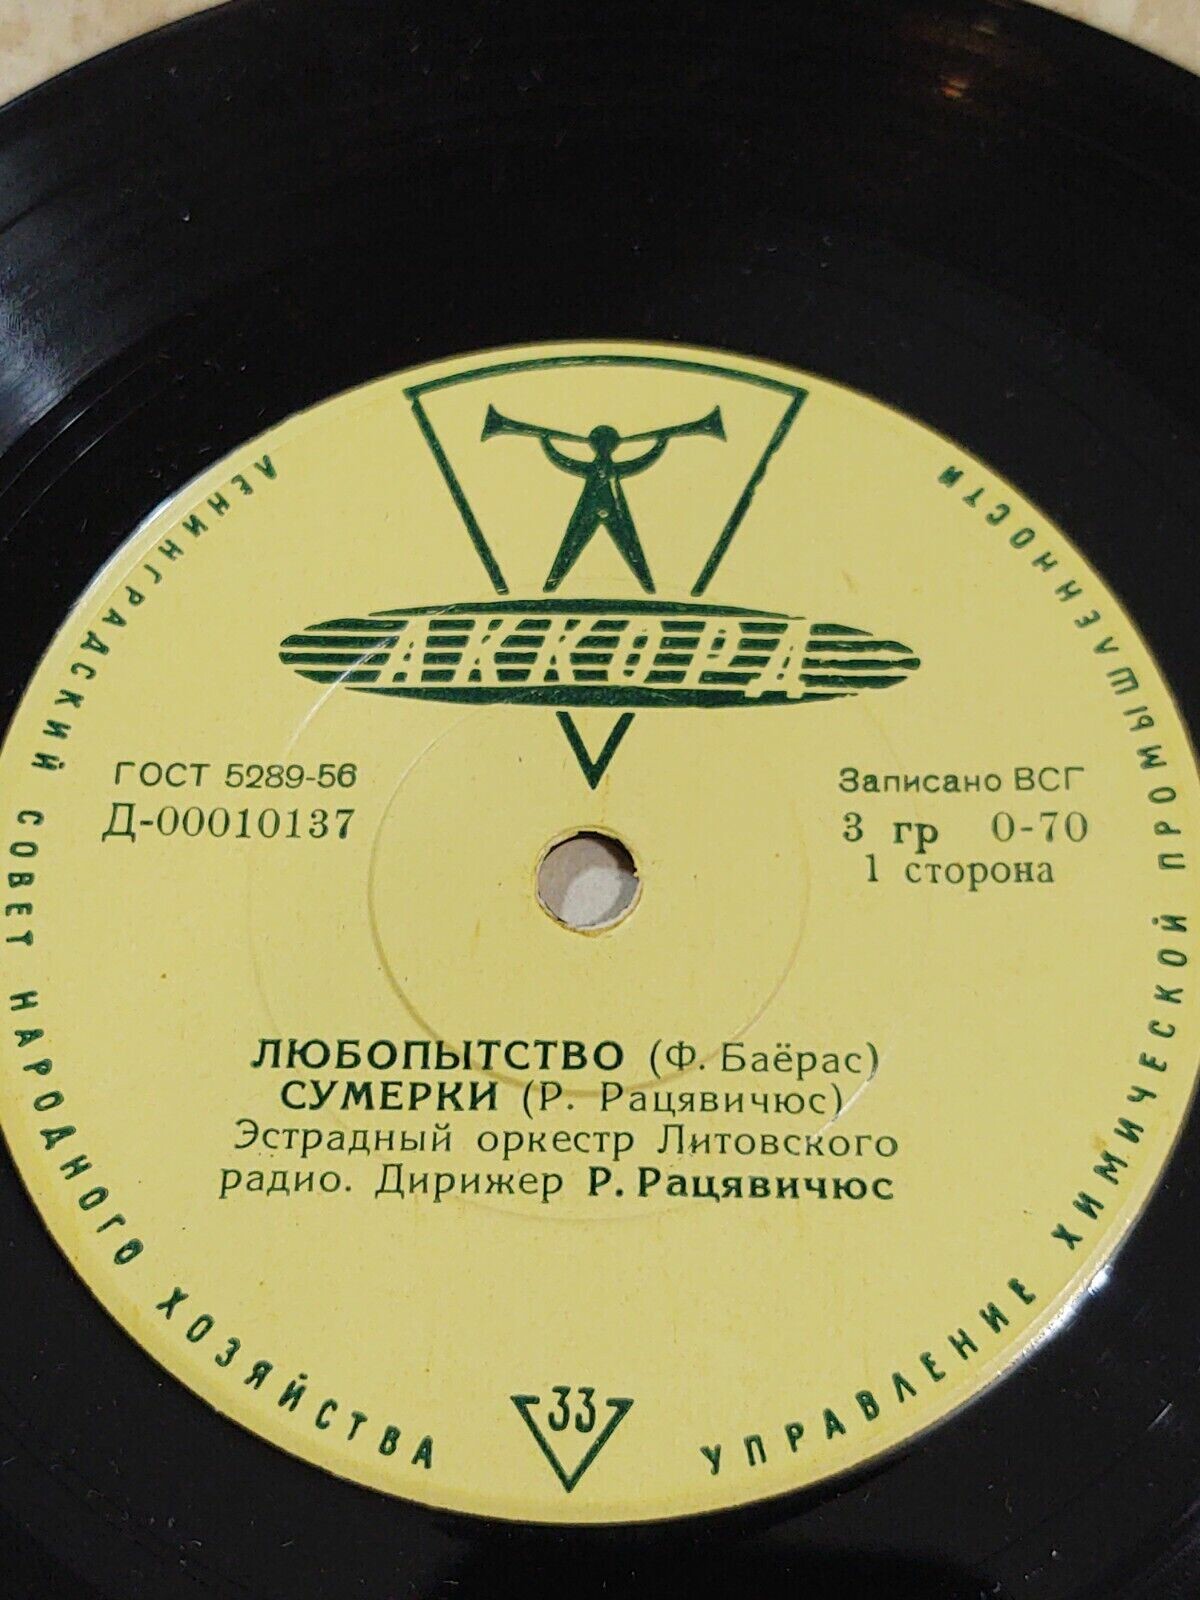 ЛЕНИНГРАДСКИЙ СОВЕТ НАРОДНОГО ХОЗЯЙСТВА
УПРАВЛЕНИЕ ХИМИЧЕСКОЙ ПРОМЫШЛЕННОСТИ
АККОРД
ГОСТ 5289-56
Д-00010137
Записано ВСГ
3 гр 0-70
1 сторона
ЛЮБОПЫТСТВО (Ф. Баёрас)
СУМЕРКИ (Р. Рацявичюс)
Эстрадный оркестр Литовского
радио. Дирижер Р. Рацявичюс
33